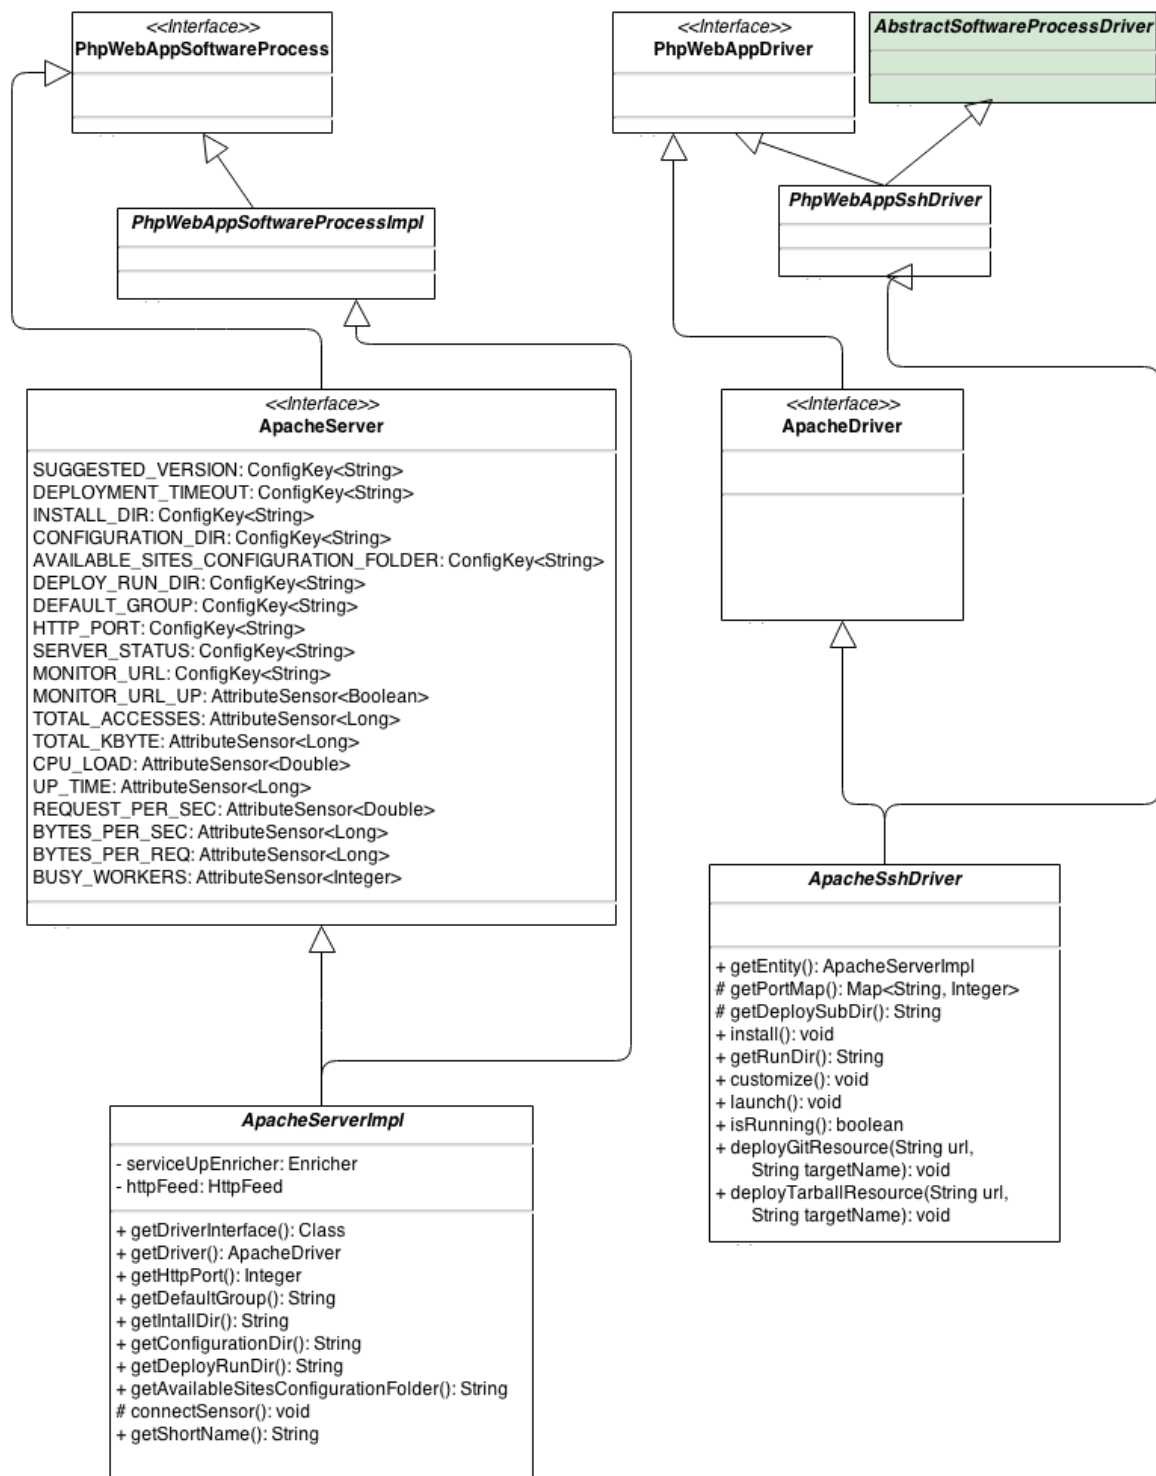 <<Interface>>
PhpWebAppSoftwareProcess
<<Interface>>
PhpWebAppDriver
AbstractSoftwareProcessDriver
PhpWebAppSoftwareProcessImpl
PhpWebAppSshDriver
<<Interface>>
ApacheServer
SUGGESTED_VERSION: ConfigKey<String>
DEPLOYMENT_TIMEOUT: ConfigKey<String>
INSTALL_DIR: ConfigKey<String>
CONFIGURATION_DIR: ConfigKey<String>
AVAILABLE_SITES_CONFIGURATION_FOLDER: ConfigKey<String>
DEPLOY_RUN_DIR: ConfigKey<String>
DEFAULT_GROUP: ConfigKey<String>
HTTP_PORT: ConfigKey<String>
SERVER_STATUS: ConfigKey<String>
MONITOR_URL: ConfigKey<String>
MONITOR_URL_UP: AttributeSensor<Boolean>
TOTAL_ACCESSES: AttributeSensor<Long>
TOTAL_KBYTE: AttributeSensor<Long>
CPU_LOAD: AttributeSensor<Double>
UP_TIME: AttributeSensor<Long>
REQUEST_PER_SEC: AttributeSensor<Double>
BYTES_PER_SEC: AttributeSensor<Long>
BYTES_PER_REQ: AttributeSensor<Long>
BUSY_WORKERS: AttributeSensor<Integer>
<<Interface>>
ApacheDriver
ApacheSshDriver
+ getEntity(): ApacheServerImpl
# getPortMap(): Map<String, Integer>
# getDeploySubDir(): String
+ install(): void
+ getRunDir(): String
+ customize(): void
+ launch(): void
+ isRunning(): boolean
+ deployGitResource(String url,
String targetName): void
+ deployTarballResource(String url,
String targetName): void
ApacheServerImpl
- serviceUpEnricher: Enricher
- httpFeed: HttpFeed
+ getDriverInterface(): Class
+ getDriver(): ApacheDriver
+ getHttpPort(): Integer
+ getDefaultGroup(): String
+ getIntallDir(): String
+ getConfigurationDir(): String
+ getDeployRunDir(): String
+ getAvailableSitesConfigurationFolder(): String
# connectSensor(): void
+ getShortName(): String